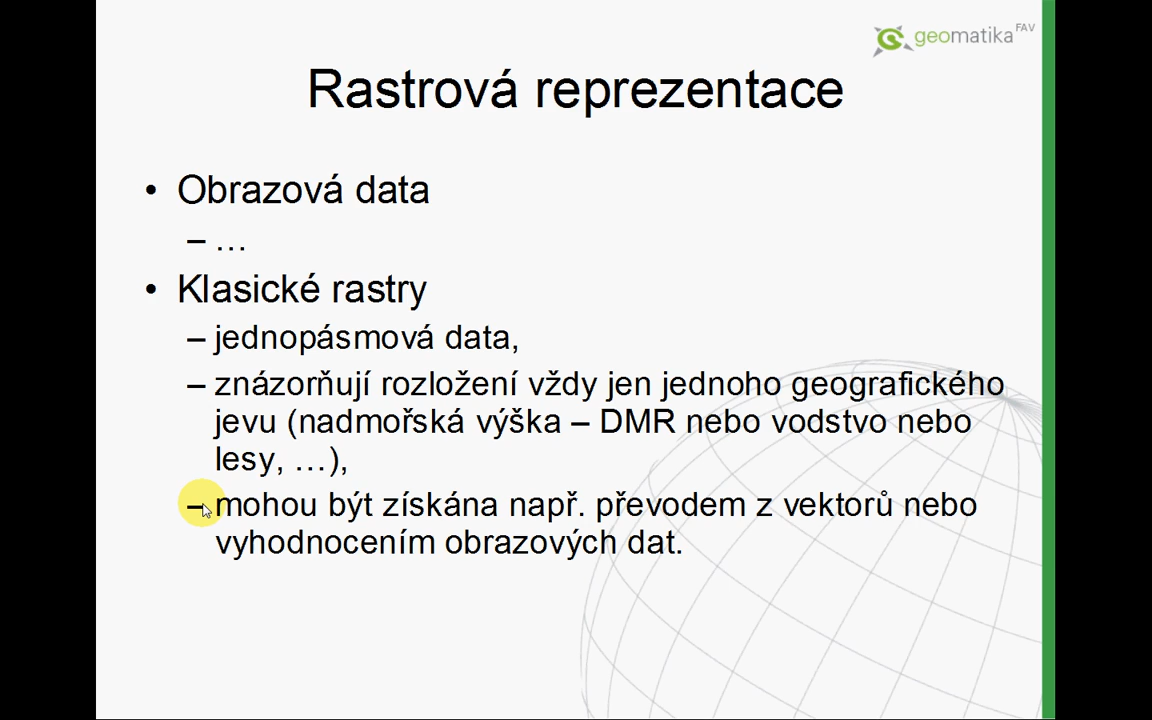 geomatika FAV
Rastrová reprezentace
• Obrazová data
– …
• Klasické rastry
– jednopásmová data,
– znázorňují rozložení vždy jen jednoho geografického
jevu (nadmořská výška – DMR nebo vodstvo nebo
lesy, …),
– mohou být získána např. převodem z vektorů nebo
vyhodnocením obrazových dat.